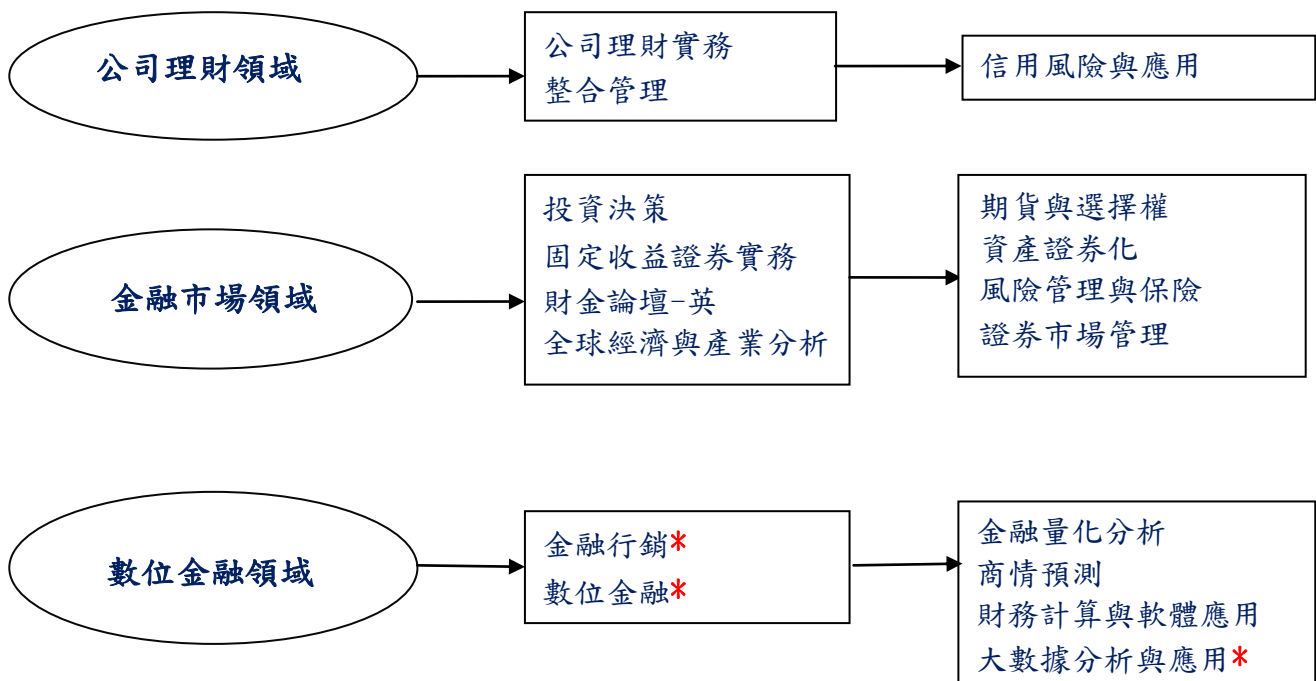 公司理財領域
公司理財實務
整合管理
信用風險與應用
金融市場領域
投資決策
固定收益證券實務
財金論壇-英
全球經濟與產業分析
期貨與選擇權
資產證券化
風險管理與保險
證券市場管理
數位金融領域
金融行銷*
數位金融*
金融量化分析
商情預測
財務計算與軟體應用
大數據分析與應用*